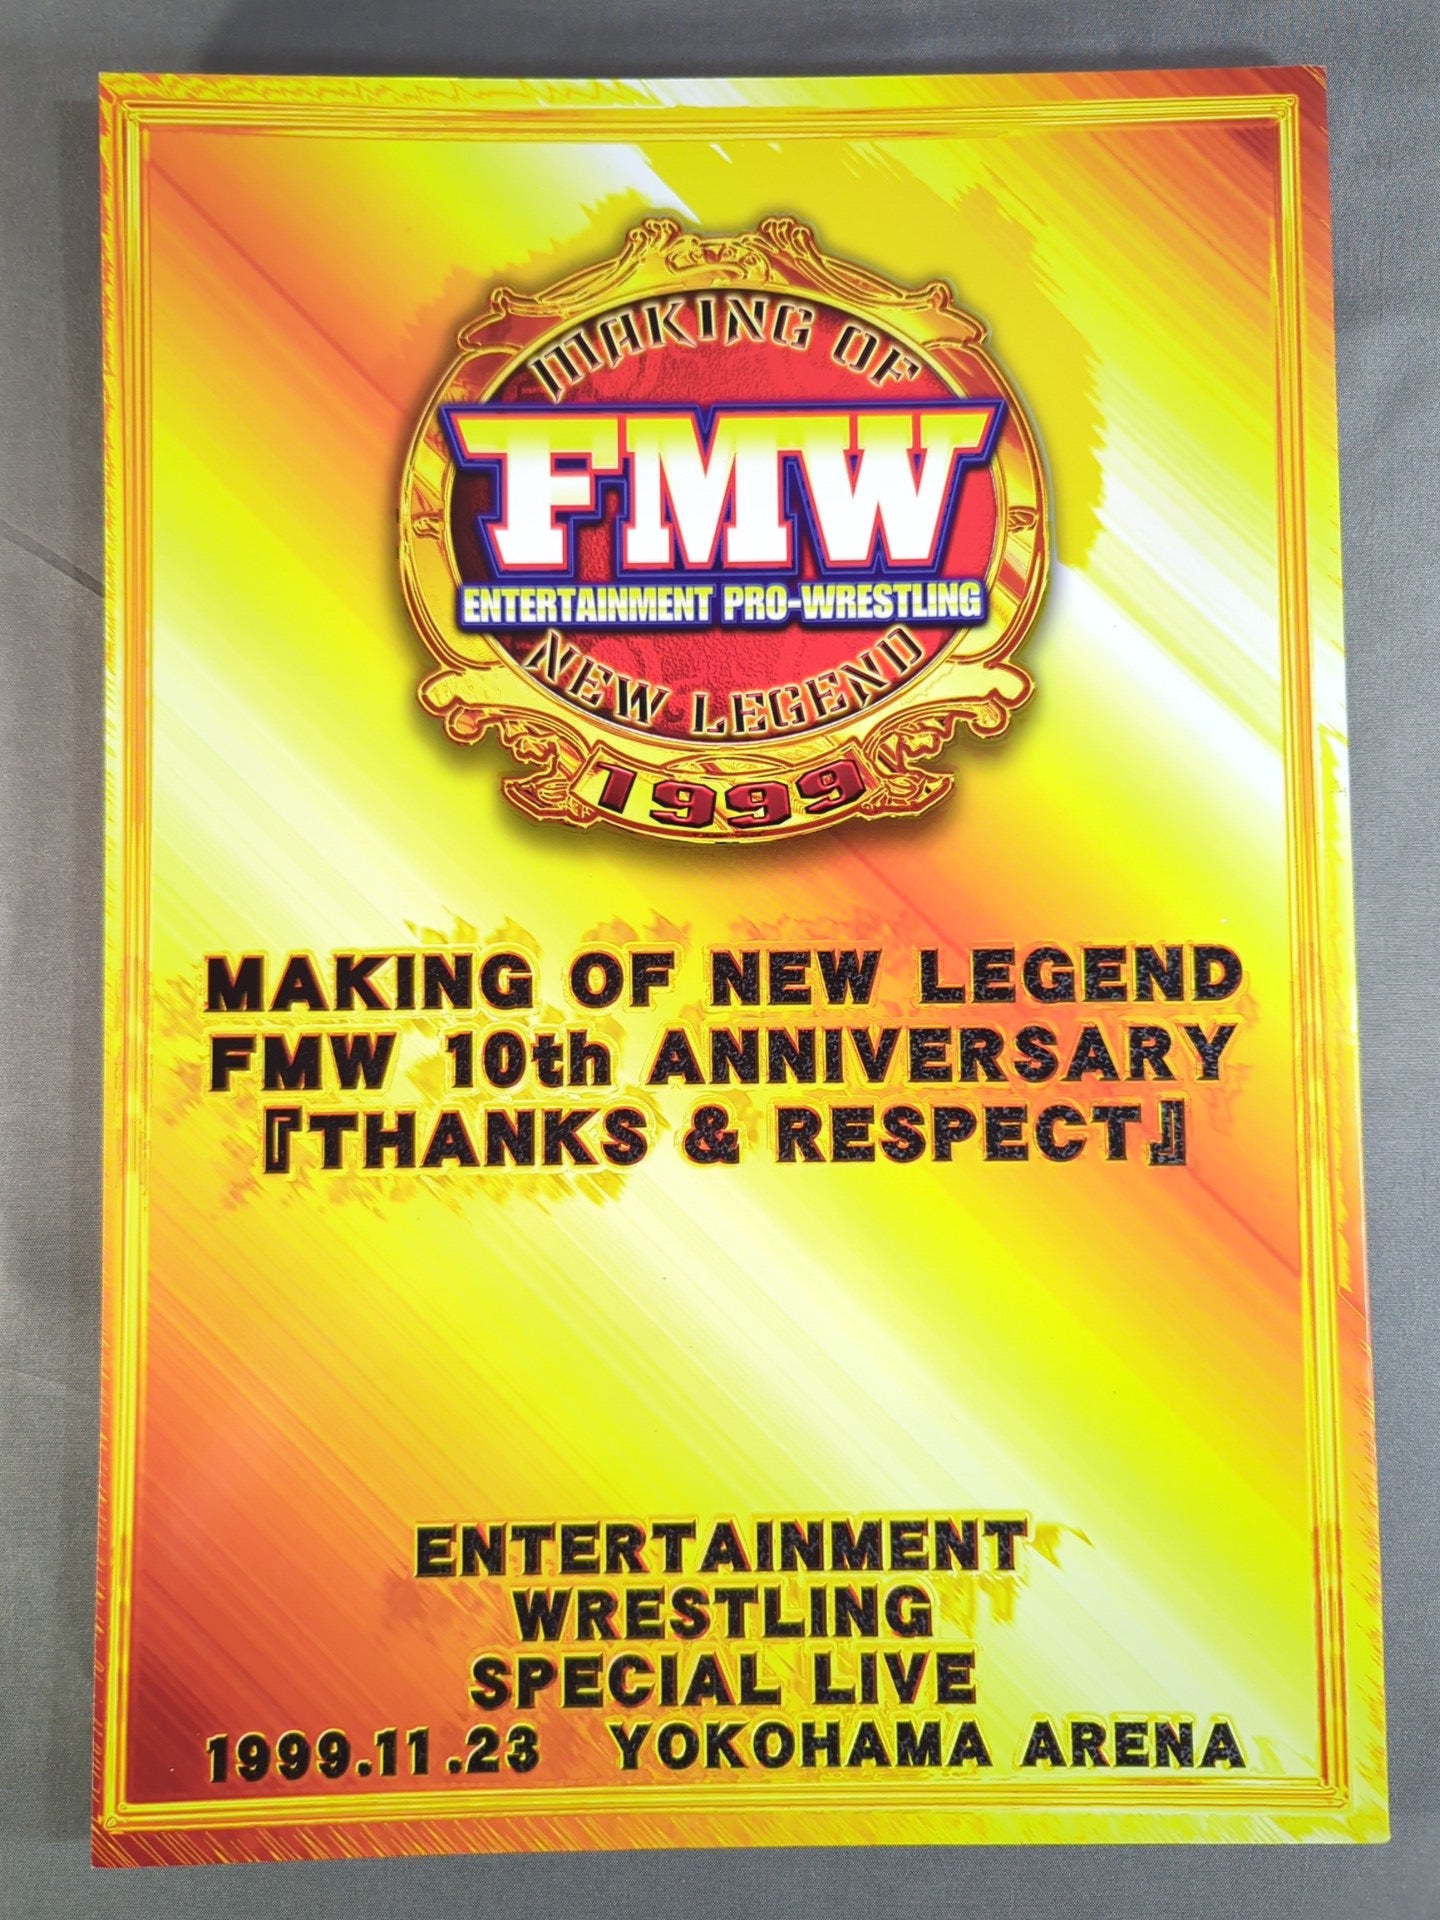 MAKING OF
FMW
ENTERTAINMENT PRO-WRESTLING
NEW LEGEND
1999
MAKING OF NEW LEGEND
FMW 10th ANNIVERSARY
『THANKS & RESPECT』
ENTERTAINMENT
WRESTLING
SPECIAL LIVE
1999.11.23 YOKOHAMA ARENA